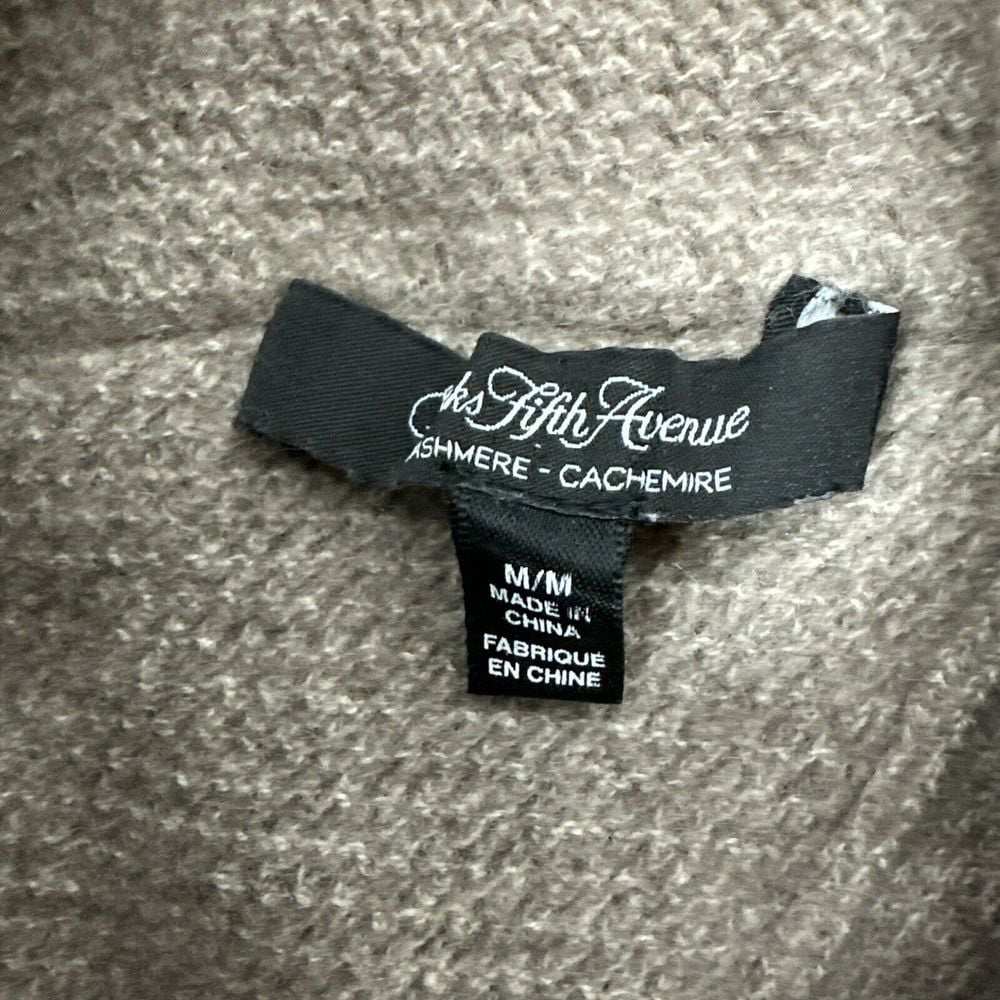 ks Fifth Avenue
ASHMERE - CACHEMIRE
M/M
MADE IN
CHINA
FABRIQUÉ
EN CHINE